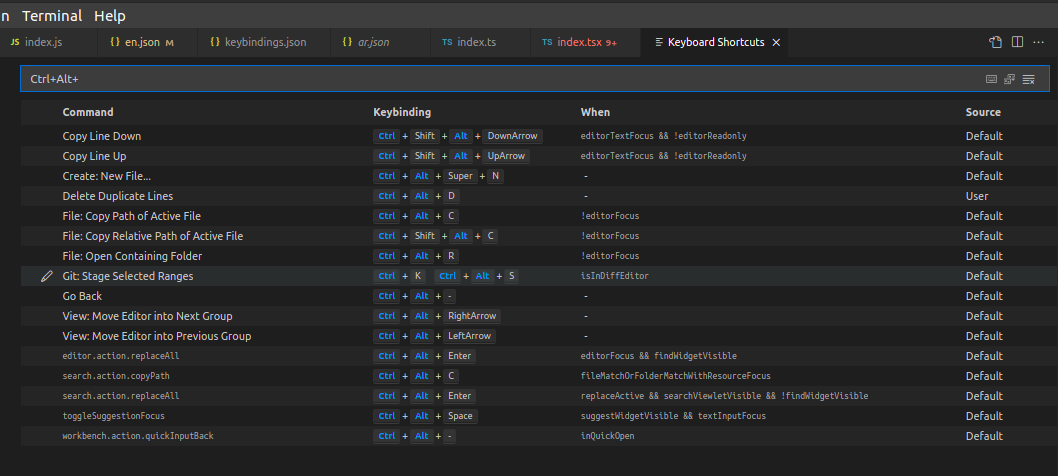 n Terminal Help
JS index.js {} en.json M {} keybindings.json {} ar.json TS index.ts TS index.tsx 9+ Keyboard Shortcuts
Ctrl+Alt+
Command Keybinding When Source
Copy Line Down Ctrl + Shift + Alt + DownArrow editorTextFocus && !editorReadonly Default
Copy Line Up Ctrl + Shift + Alt + UpArrow editorTextFocus && !editorReadonly Default
Create: New File... Ctrl + Alt + Super + N - Default
Delete Duplicate Lines Ctrl + Alt + D - User
File: Copy Path of Active File Ctrl + Alt + C !editorFocus Default
File: Copy Relative Path of Active File Ctrl + Shift + Alt + C !editorFocus Default
File: Open Containing Folder Ctrl + Alt + R !editorFocus Default
Git: Stage Selected Ranges Ctrl + K Ctrl + Alt + S isInDiffEditor Default
Go Back Ctrl + Alt + - - Default
View: Move Editor into Next Group Ctrl + Alt + RightArrow - Default
View: Move Editor into Previous Group Ctrl + Alt + LeftArrow - Default
editor.action.replaceAll Ctrl + Alt + Enter editorFocus && findWidgetVisible Default
search.action.copyPath Ctrl + Alt + C fileMatchOrFolderMatchWithResourceFocus Default
search.action.replaceAll Ctrl + Alt + Enter replaceActive && searchViewletVisible && !findWidgetVisible Default
toggleSuggestionFocus Ctrl + Alt + Space suggestWidgetVisible && textInputFocus Default
workbench.action.quickInputBack Ctrl + Alt + - inQuickOpen Default